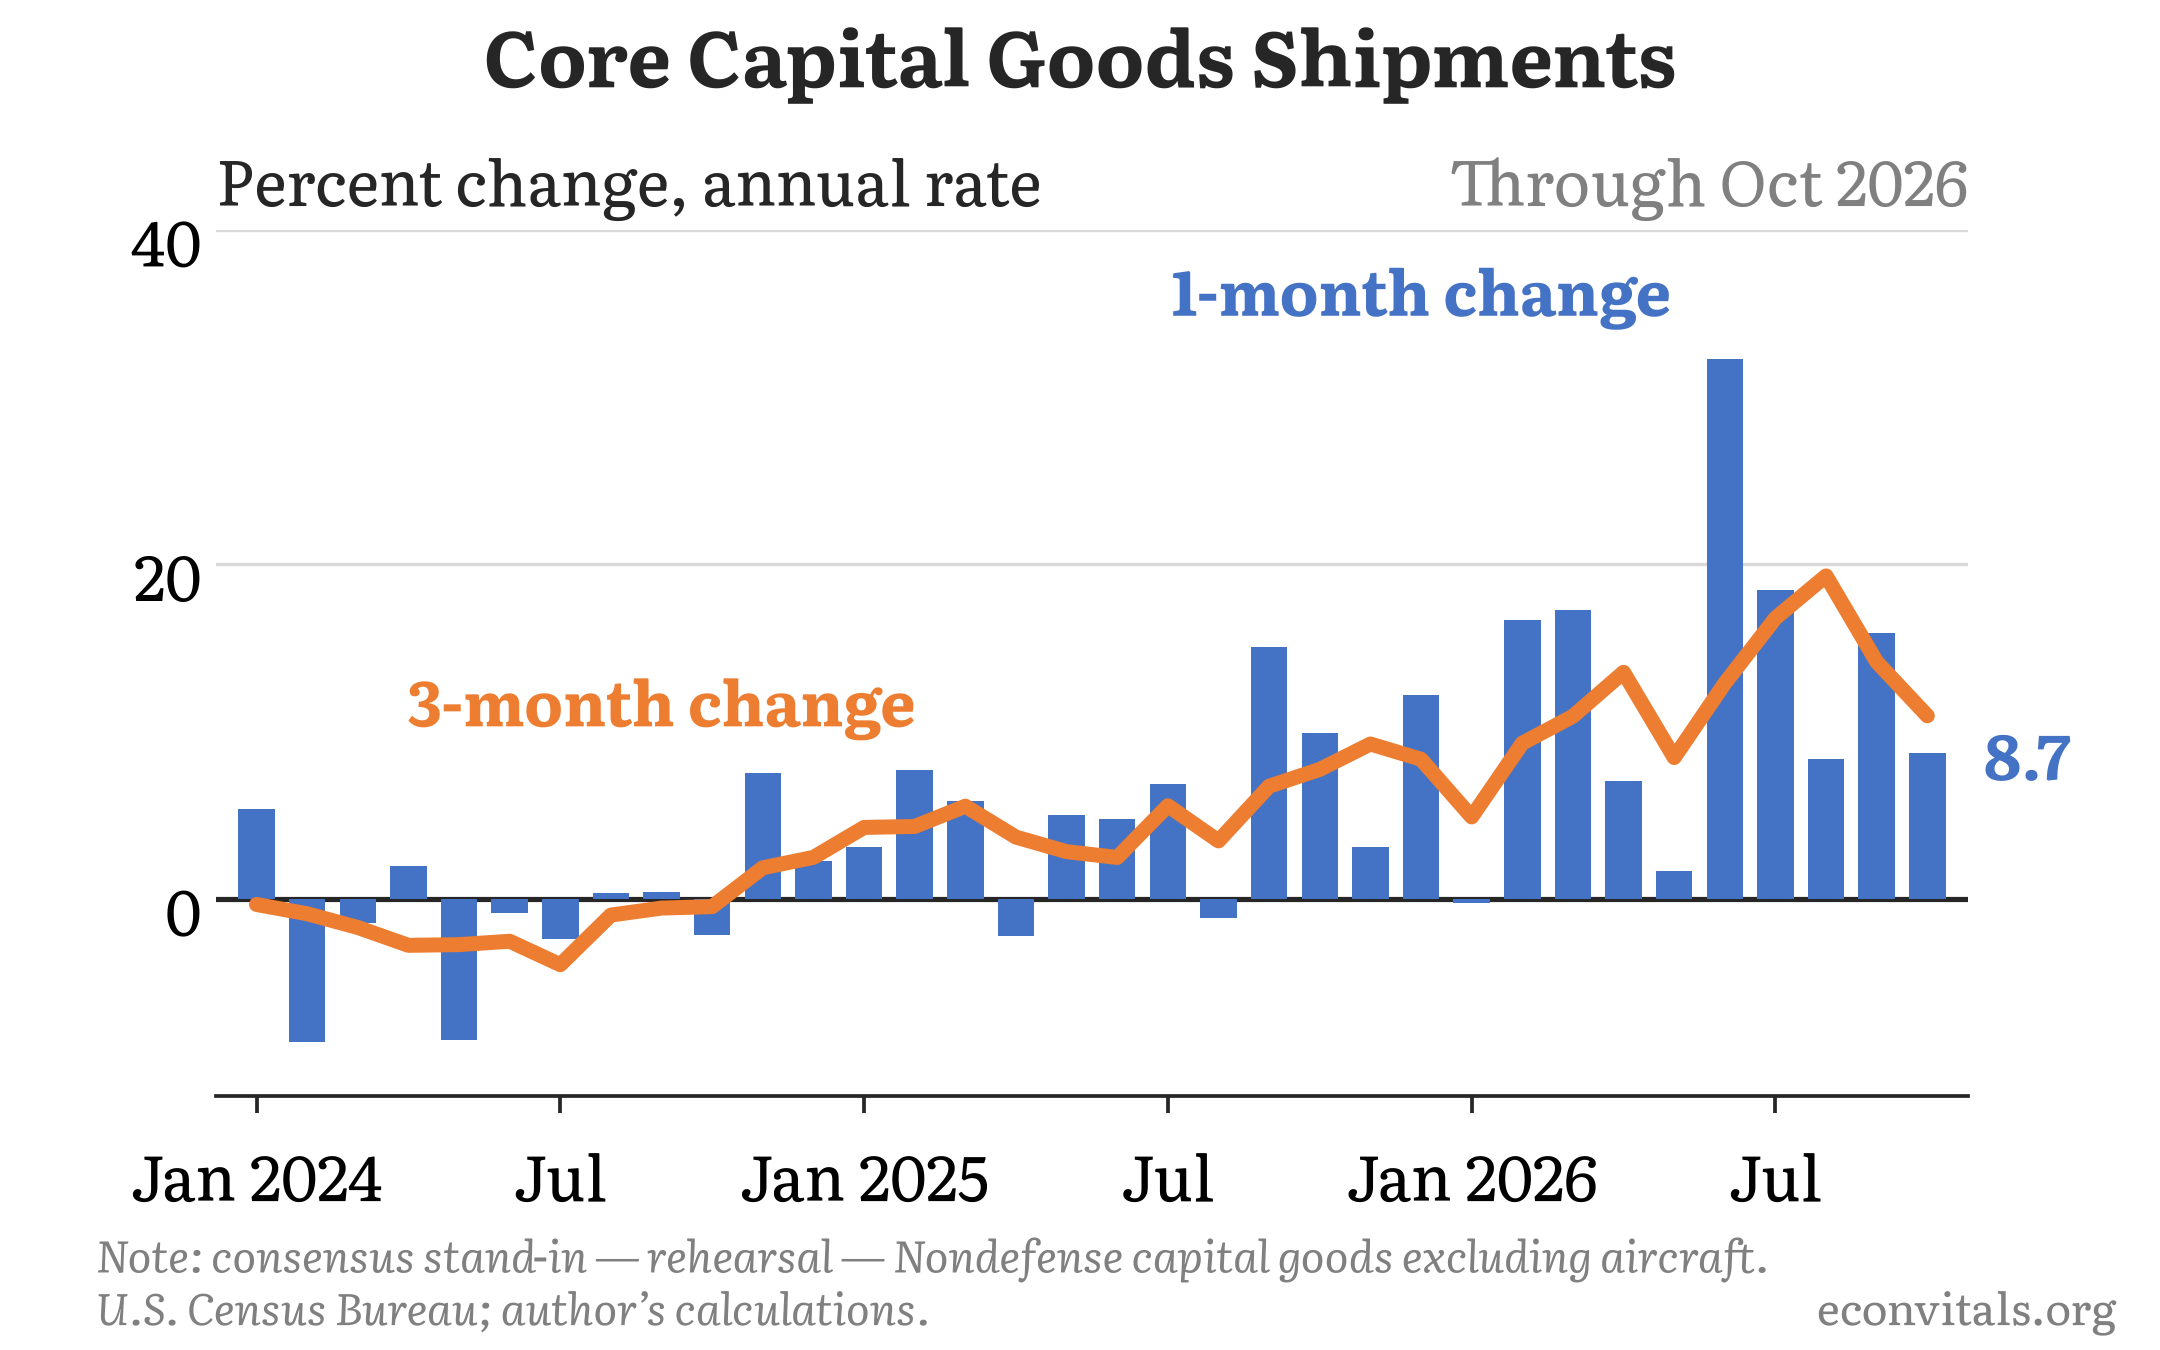 Core Capital Goods Shipments
Percent change, annual rate
Through Oct 2026
40
1-month change
20
3-month change
8.7
0
Jan 2024
Jul
Jan 2025
Jul
Jan 2026
Jul
Note: consensus stand-in — rehearsal — Nondefense capital goods excluding aircraft.
U.S. Census Bureau; author’s calculations.
econvitals.org